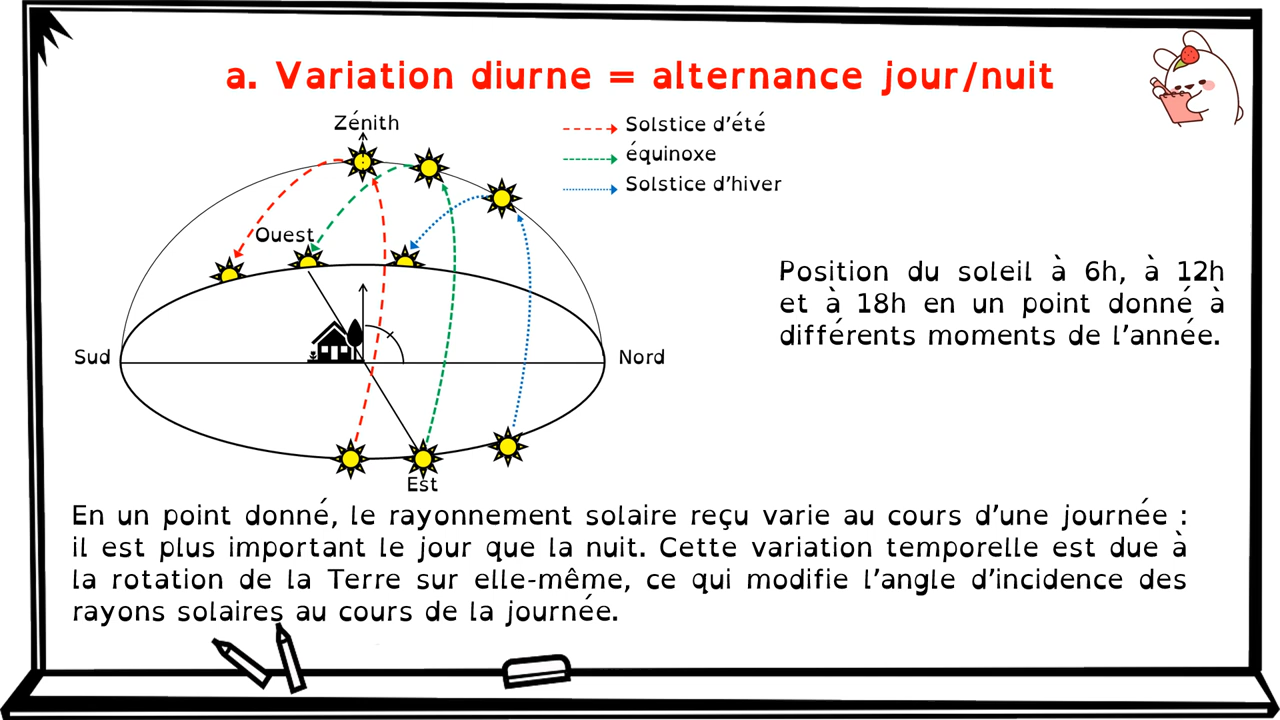 a. Variation diurne = alternance jour/nuit
Zénith
Solstice d'été
équinoxe
Solstice d'hiver
Ouest
Position du soleil à 6h, à 12h
et à 18h en un point donné à
différents moments de l'année.
Sud
Nord
Est
En un point donné, le rayonnement solaire reçu varie au cours d'une journée :
il est plus important le jour que la nuit. Cette variation temporelle est due à
la rotation de la Terre sur elle-même, ce qui modifie l'angle d'incidence des
rayons solaires au cours de la journée.